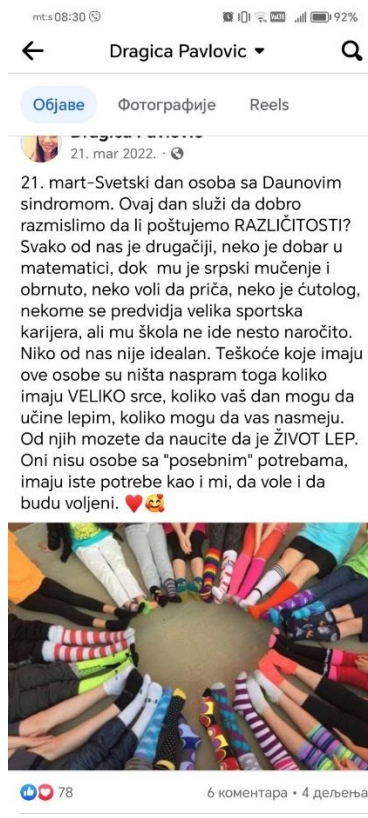 mt:s 08:30
92%
Dragica Pavlovic
Објаве Фотографије Reels
Dragica Pavlovic
21. mar 2022.
21. mart-Svetski dan osoba sa Daunovim
sindromom. Ovaj dan služi da dobro
razmislimo da li poštujemo RAZLIČITOSTI?
Svako od nas je drugačiji, neko je dobar u
matematici, dok mu je srpski mučenje i
obrnuto, neko voli da priča, neko je ćutolog,
nekome se predvidja velika sportska
karijera, ali mu škola ne ide nesto naročito.
Niko od nas nije idealan. Teškoće koje imaju
ove osobe su ništa naspram toga koliko
imaju VELIKO srce, koliko vaš dan mogu da
učine lepim, koliko mogu da vas nasmeju.
Od njih mozete da naucite da je ŽIVOT LEP.
Oni nisu osobe sa "posebnim" potrebama,
imaju iste potrebe kao i mi, da vole i da
budu voljeni. ❤️🥰
78 6 коментара • 4 дељења